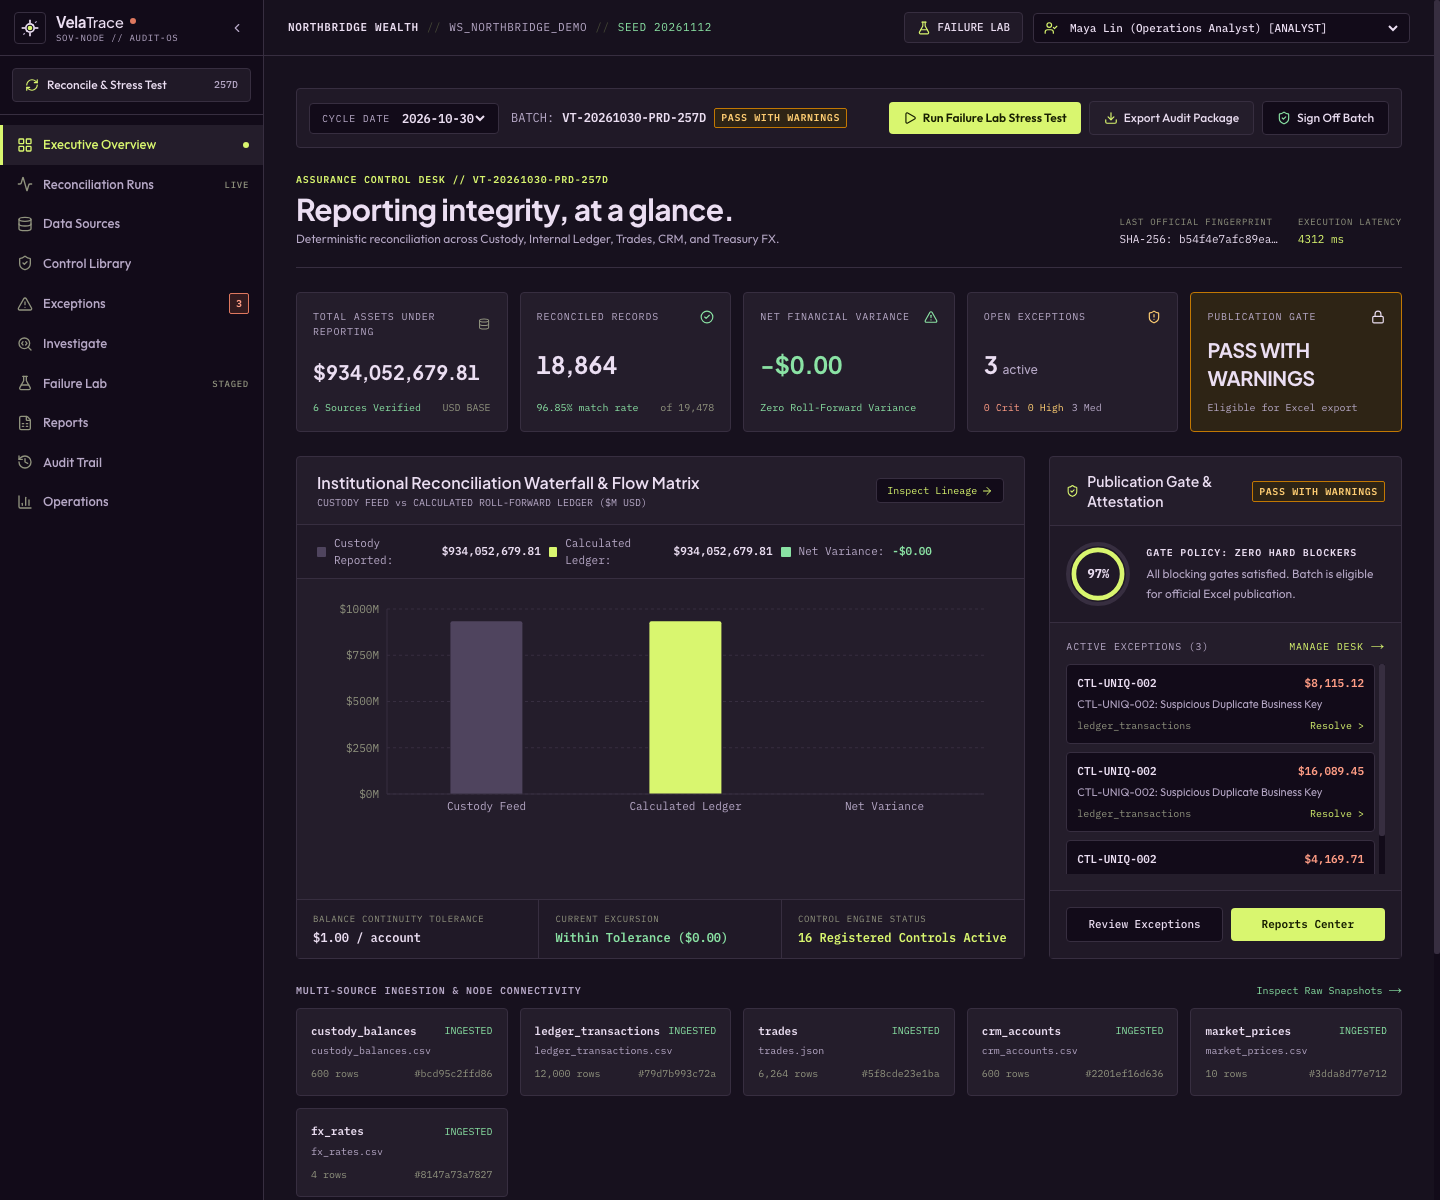 VelaTrace
SOV-NODE // AUDIT-OS
NORTHBRIDGE WEALTH // WS_NORTHBRIDGE_DEMO // SEED 20261112
FAILURE LAB
Maya Lin (Operations Analyst) [ANALYST]
Reconcile & Stress Test 257D
Executive Overview
Reconciliation Runs LIVE
Data Sources
Control Library
Exceptions 3
Investigate
Failure Lab STAGED
Reports
Audit Trail
Operations
CYCLE DATE 2026-10-30
BATCH: VT-20261030-PRD-257D PASS WITH WARNINGS
Run Failure Lab Stress Test
Export Audit Package
Sign Off Batch
ASSURANCE CONTROL DESK // VT-20261030-PRD-257D
Reporting integrity, at a glance.
Deterministic reconciliation across Custody, Internal Ledger, Trades, CRM, and Treasury FX.
LAST OFFICIAL FINGERPRINT
SHA-256: b54f4e7afc89ea…
EXECUTION LATENCY
4312 ms
TOTAL ASSETS UNDER
REPORTING
$934,052,679.81
6 Sources Verified USD BASE
RECONCILED RECORDS
18,864
96.85% match rate of 19,478
NET FINANCIAL VARIANCE
-$0.00
Zero Roll-Forward Variance
OPEN EXCEPTIONS
3 active
0 Crit 0 High 3 Med
PUBLICATION GATE
PASS WITH
WARNINGS
Eligible for Excel export
Institutional Reconciliation Waterfall & Flow Matrix
CUSTODY FEED vs CALCULATED ROLL-FORWARD LEDGER ($M USD)
Inspect Lineage →
Custody
Reported: $934,052,679.81
Calculated
Ledger: $934,052,679.81
Net Variance: -$0.00
$1000M
$750M
$500M
$250M
$0M
Custody Feed
Calculated Ledger
Net Variance
BALANCE CONTINUITY TOLERANCE
$1.00 / account
CURRENT EXCURSION
Within Tolerance ($0.00)
CONTROL ENGINE STATUS
16 Registered Controls Active
Publication Gate &
Attestation
PASS WITH WARNINGS
97%
GATE POLICY: ZERO HARD BLOCKERS
All blocking gates satisfied. Batch is eligible
for official Excel publication.
ACTIVE EXCEPTIONS (3) MANAGE DESK →
CTL-UNIQ-002 $8,115.12
CTL-UNIQ-002: Suspicious Duplicate Business Key
ledger_transactions Resolve >
CTL-UNIQ-002 $16,089.45
CTL-UNIQ-002: Suspicious Duplicate Business Key
ledger_transactions Resolve >
CTL-UNIQ-002 $4,169.71
Review Exceptions
Reports Center
MULTI-SOURCE INGESTION & NODE CONNECTIVITY
Inspect Raw Snapshots →
custody_balances INGESTED
custody_balances.csv
600 rows #bcd95c2ffd86
ledger_transactions INGESTED
ledger_transactions.csv
12,000 rows #79d7b993c72a
trades INGESTED
trades.json
6,264 rows #5f8cde23e1ba
crm_accounts INGESTED
crm_accounts.csv
600 rows #2201ef16d636
market_prices INGESTED
market_prices.csv
10 rows #3dda8d77e712
fx_rates INGESTED
fx_rates.csv
4 rows #8147a73a7827